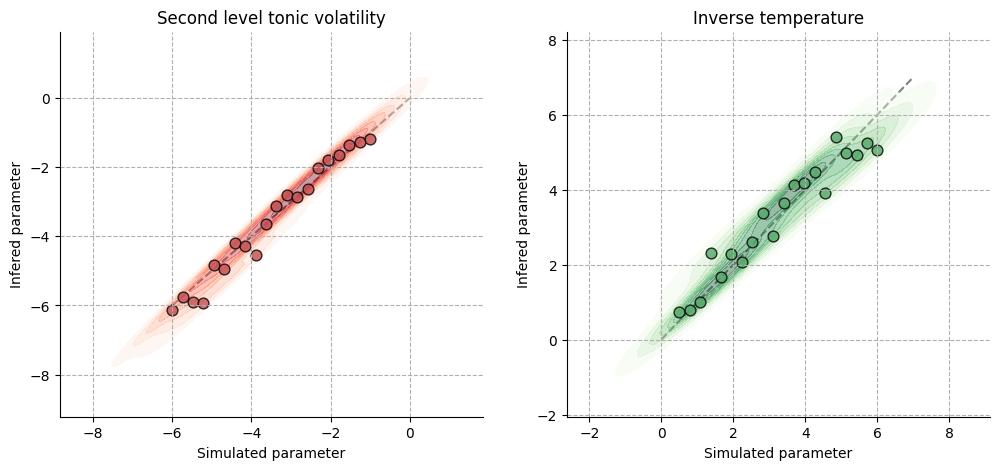 Second level tonic volatility
Infered parameter
0
−2
−4
−6
−8
−8 −6 −4 −2 0
Simulated parameter
Inverse temperature
Infered parameter
8
6
4
2
0
−2
−2 0 2 4 6 8
Simulated parameter